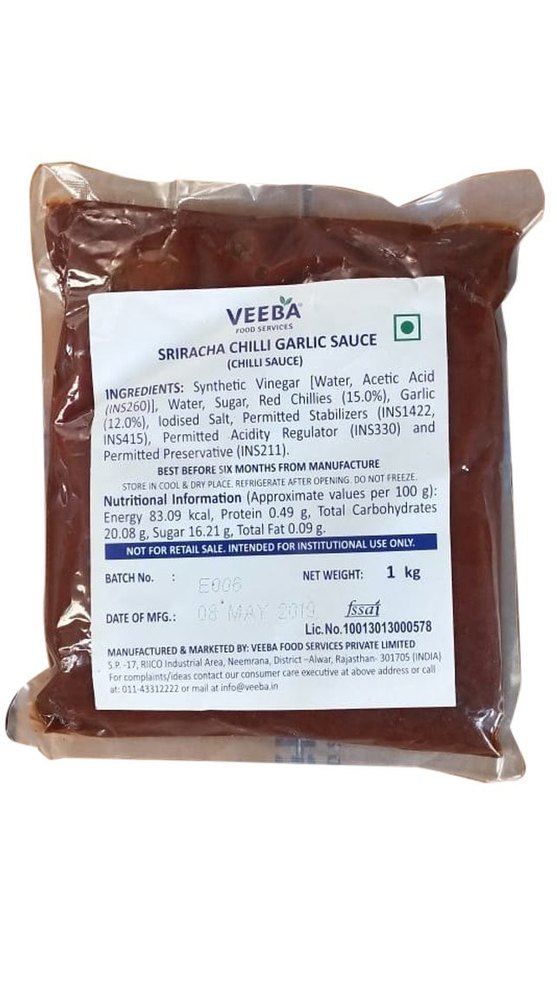 VEEBA
FOOD SERVICES
SRIRACHA CHILLI GARLIC SAUCE
(CHILLI SAUCE)
INGREDIENTS: Synthetic Vinegar [Water, Acetic Acid
(INS260)], Water, Sugar, Red Chillies (15.0%), Garlic
(12.0%), Iodised Salt, Permitted Stabilizers (INS1422,
INS415), Permitted Acidity Regulator (INS330) and
Permitted Preservative (INS211).
BEST BEFORE SIX MONTHS FROM MANUFACTURE
STORE IN COOL & DRY PLACE. REFRIGERATE AFTER OPENING. DO NOT FREEZE.
Nutritional Information (Approximate values per 100 g):
Energy 83.09 kcal, Protein 0.49 g, Total Carbohydrates
20.08 g, Sugar 16.21 g, Total Fat 0.09 g.
NOT FOR RETAIL SALE. INTENDED FOR INSTITUTIONAL USE ONLY.
BATCH No. : E006 NET WEIGHT: 1 kg
DATE OF MFG.: 08 MAY 2019 fssai
Lic.No.10013013000578
MANUFACTURED & MARKETED BY: VEEBA FOOD SERVICES PRIVATE LIMITED
S.P. -17, RIICO Industrial Area, Neemrana, District -Alwar, Rajasthan- 301705 (INDIA)
For complaints/ideas contact our consumer care executive at above address or call
at: 011-43312222 or mail at info@veeba.in